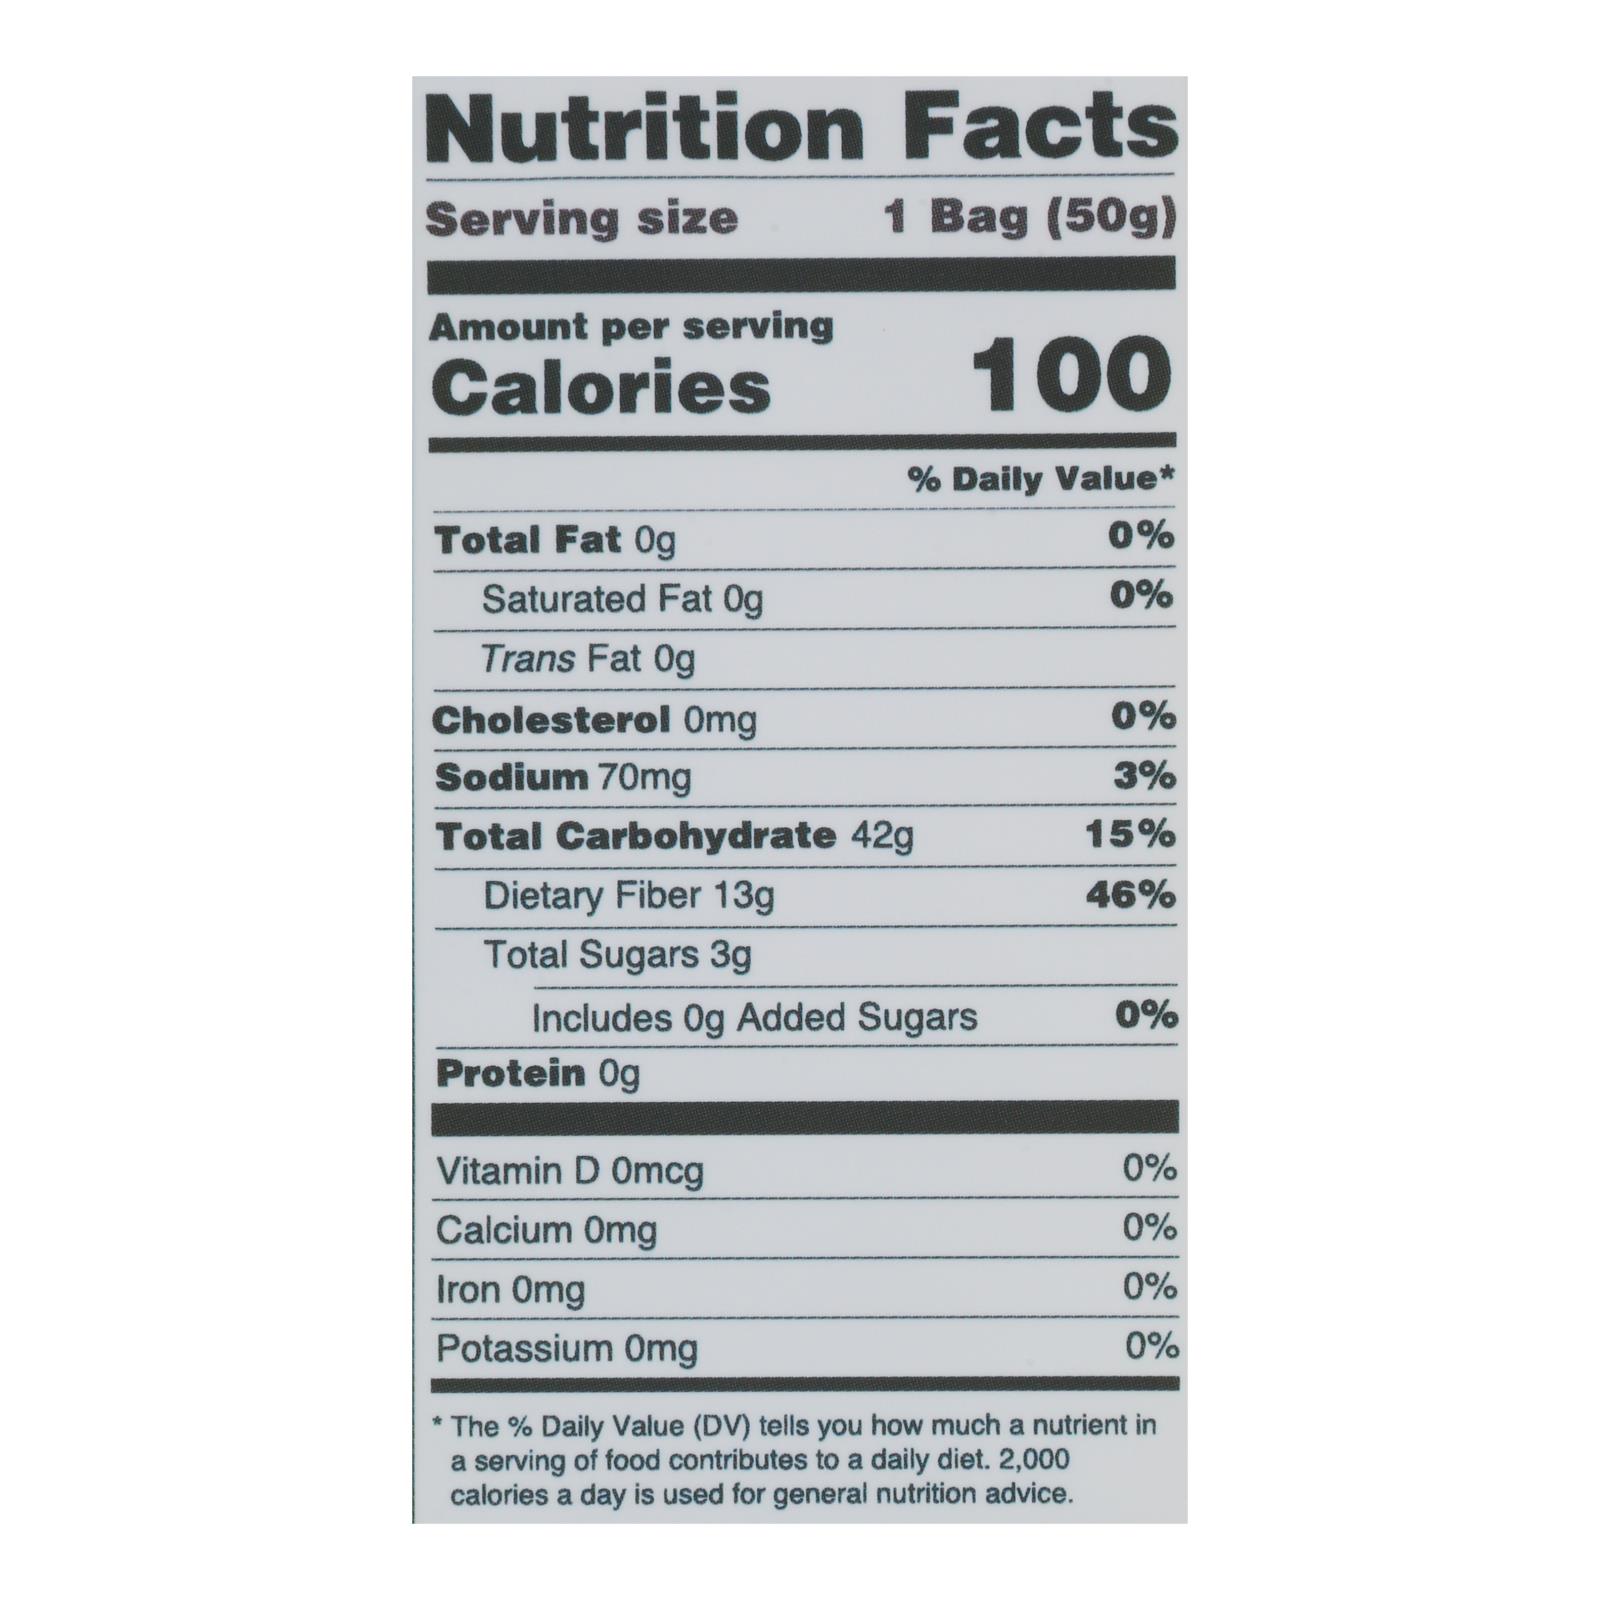 Nutrition Facts
Serving size 1 Bag (50g)
Amount per serving
Calories 100
% Daily Value*
Total Fat 0g 0%
Saturated Fat 0g 0%
Trans Fat 0g
Cholesterol 0mg 0%
Sodium 70mg 3%
Total Carbohydrate 42g 15%
Dietary Fiber 13g 46%
Total Sugars 3g
Includes 0g Added Sugars 0%
Protein 0g
Vitamin D 0mcg 0%
Calcium 0mg 0%
Iron 0mg 0%
Potassium 0mg 0%
* The % Daily Value (DV) tells you how much a nutrient in
a serving of food contributes to a daily diet. 2,000
calories a day is used for general nutrition advice.